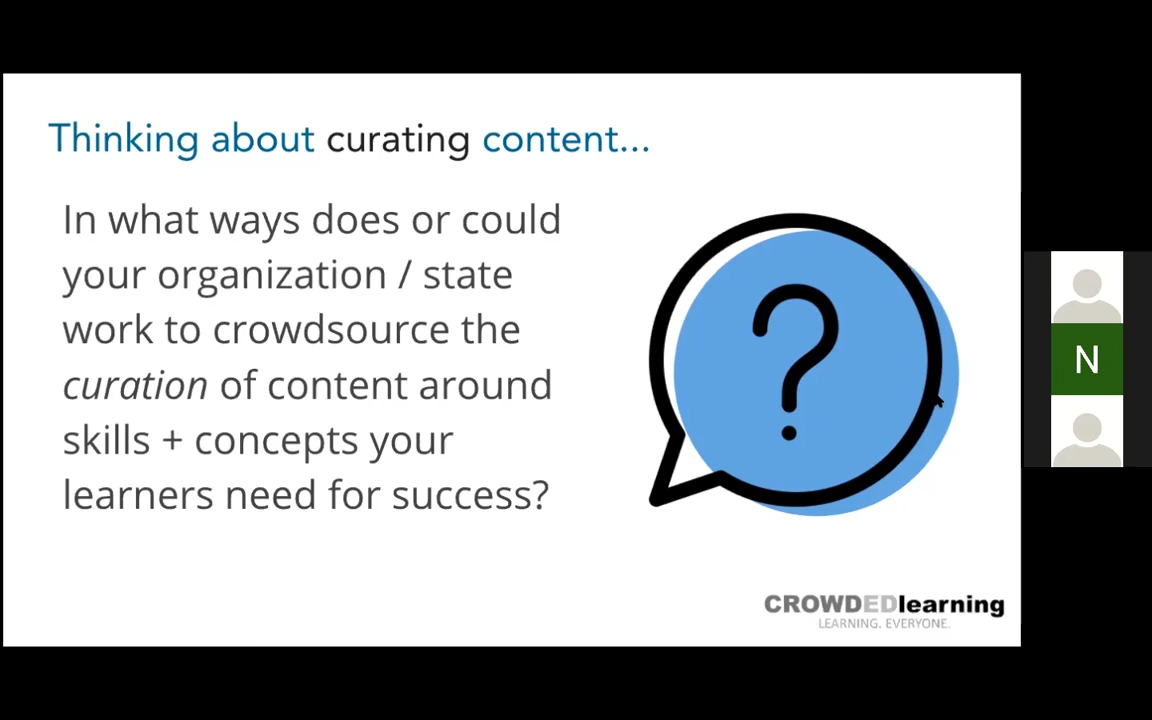 Thinking about curating content...
In what ways does or could
your organization / state
work to crowdsource the
curation of content around
skills + concepts your
learners need for success?
?
N
CROWDEDlearning
LEARNING. EVERYONE.